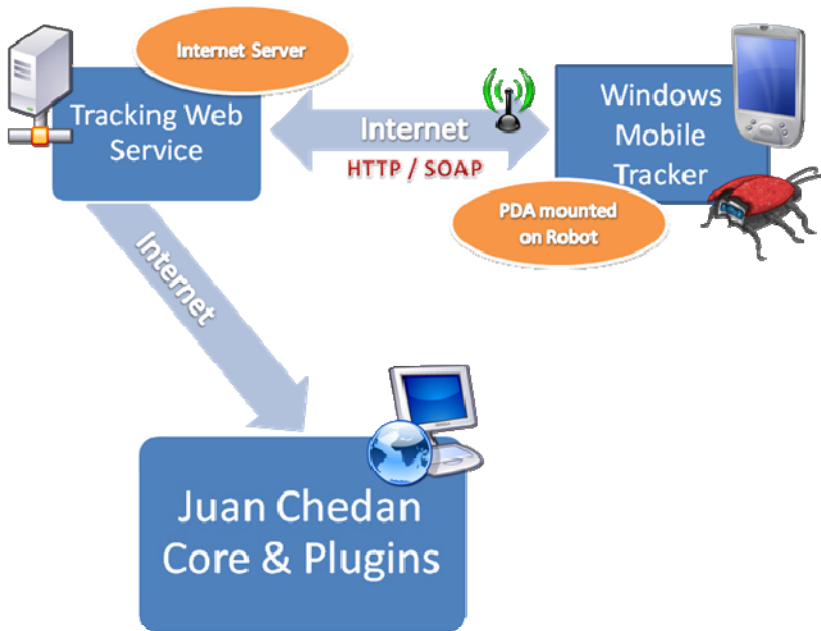 Internet Server
Tracking Web
Service
Internet
HTTP / SOAP
Windows
Mobile
Tracker
PDA mounted
on Robot
Internet
Juan Chedan
Core & Plugins